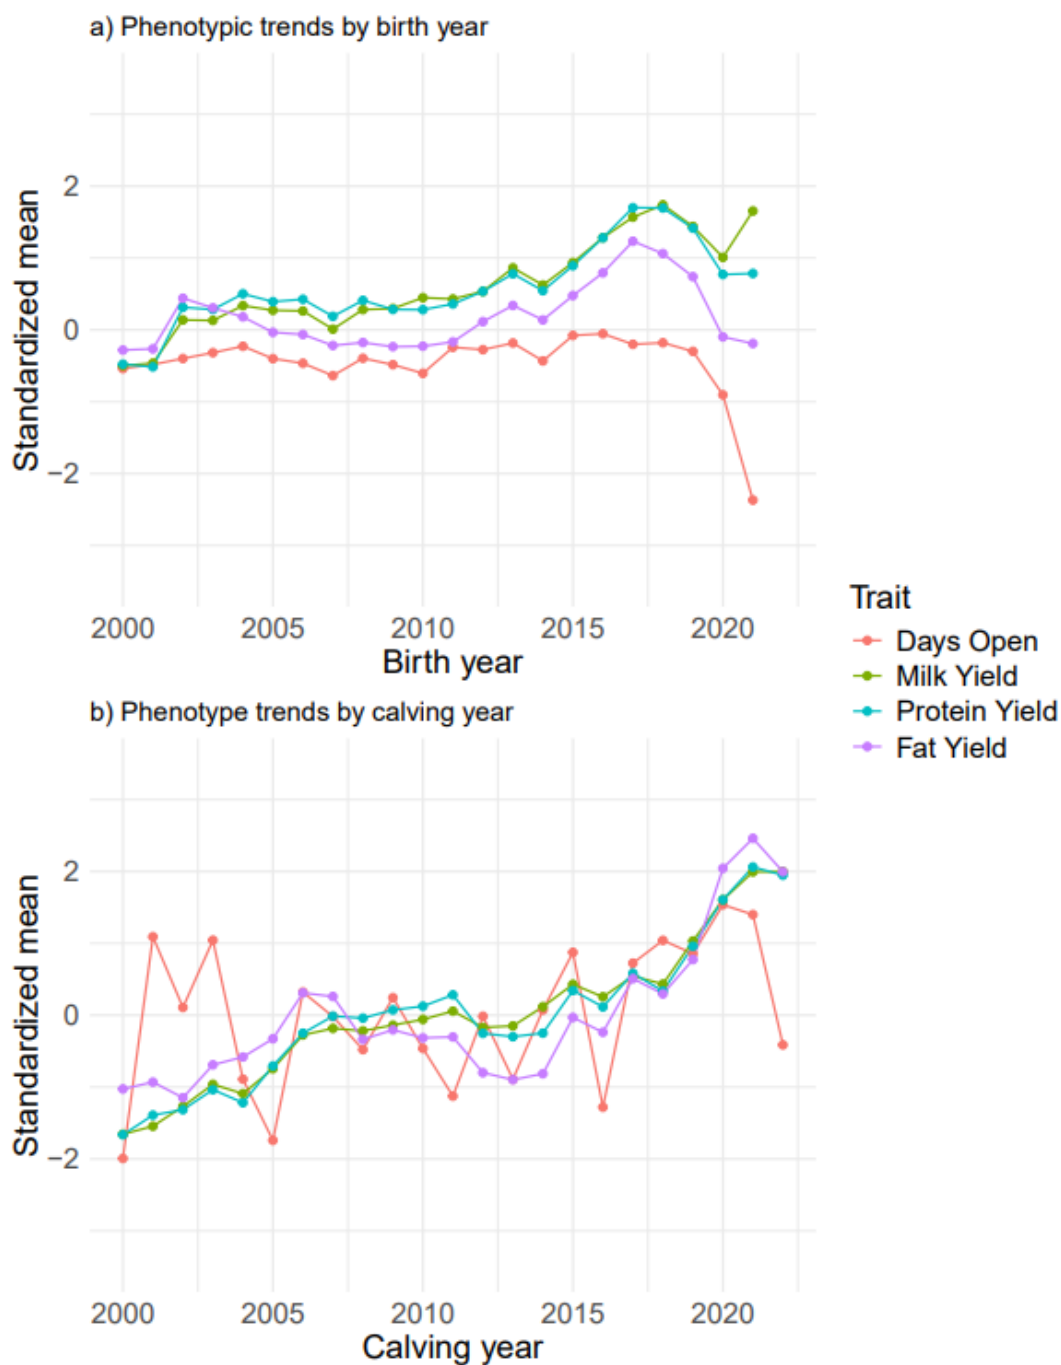 a) Phenotypic trends by birth year
Standardized mean
2
0
−2
2000 2005 2010 2015 2020
Birth year
Trait
Days Open
Milk Yield
Protein Yield
Fat Yield
b) Phenotype trends by calving year
Standardized mean
2
0
−2
2000 2005 2010 2015 2020
Calving year